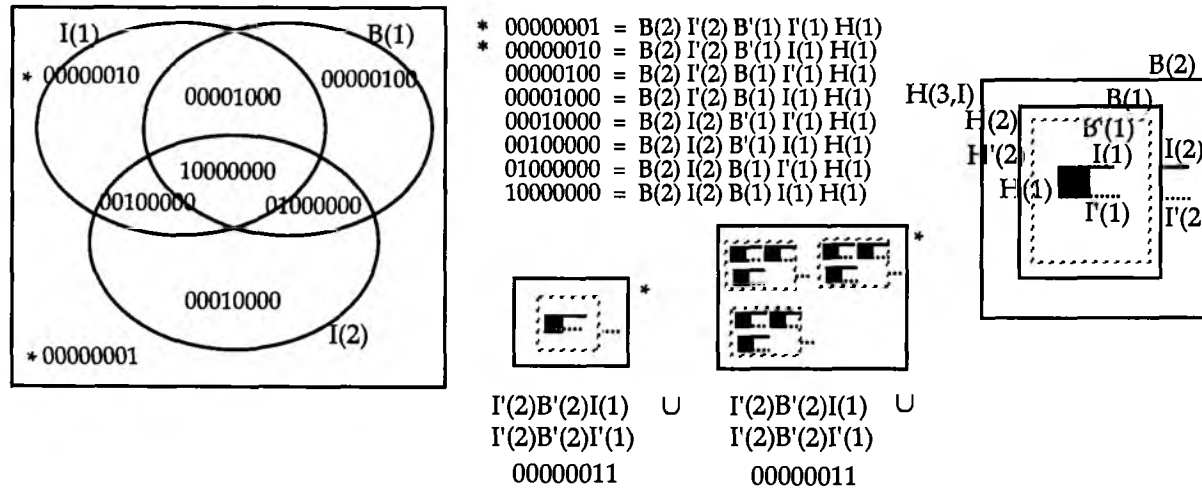 I(1)
B(1)
* 00000010
00000100
00001000
10000000
00100000
01000000
00010000
I(2)
* 00000001
* 00000001 = B(2) I'(2) B'(1) I'(1) H(1)
* 00000010 = B(2) I'(2) B'(1) I(1) H(1)
00000100 = B(2) I'(2) B(1) I'(1) H(1)
00001000 = B(2) I'(2) B(1) I(1) H(1)
00010000 = B(2) I(2) B'(1) I'(1) H(1)
00100000 = B(2) I(2) B'(1) I(1) H(1)
01000000 = B(2) I(2) B(1) I'(1) H(1)
10000000 = B(2) I(2) B(1) I(1) H(1)
B(2)
H(3,I)
B(1)
H(2)
B'(1)
H'(2)
I(1)
I(2)
H(1)
I'(1)
I'(2
*
*
I'(2)B'(2)I(1) ∪
I'(2)B'(2)I'(1)
00000011
I'(2)B'(2)I(1) ∪
I'(2)B'(2)I'(1)
00000011